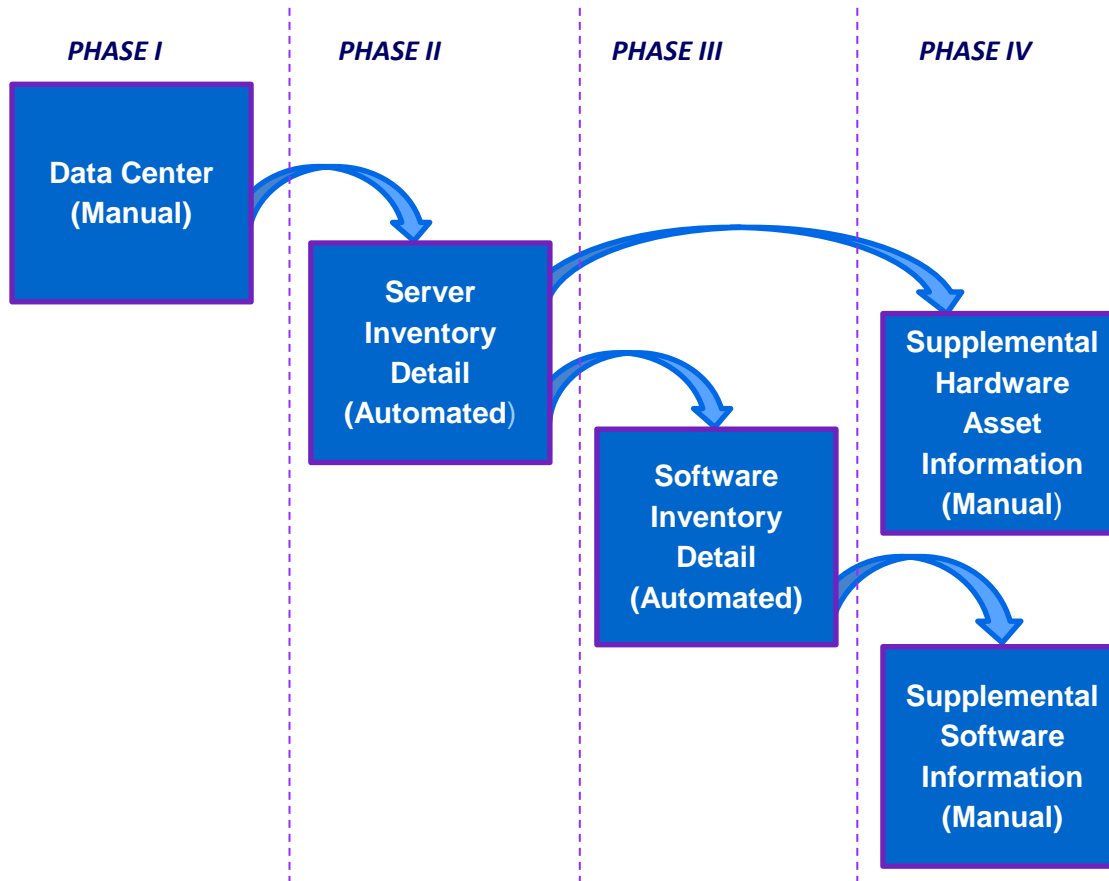 PHASE I
PHASE II
PHASE III
PHASE IV
Data Center
(Manual)
Server
Inventory
Detail
(Automated)
Software
Inventory
Detail
(Automated)
Supplemental
Hardware
Asset
Information
(Manual)
Supplemental
Software
Information
(Manual)